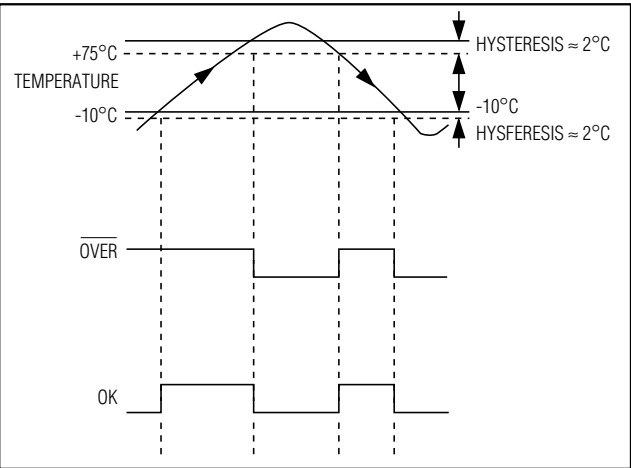 HYSTERESIS ≈ 2°C
+75°C
TEMPERATURE
-10°C
-10°C
HYSFERESIS ≈ 2°C
OVER
OK